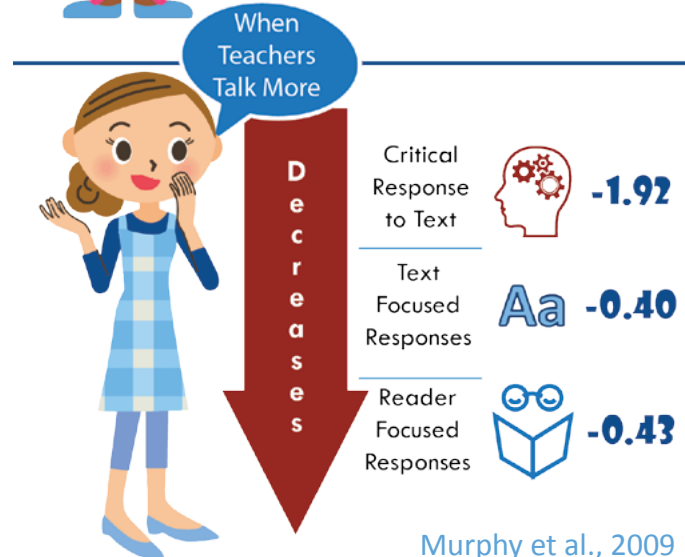 When
Teachers
Talk More
Decreases
Critical
Response
to Text
-1.92
Text
Focused
Responses
Aa
-0.40
Reader
Focused
Responses
-0.43
Murphy et al., 2009